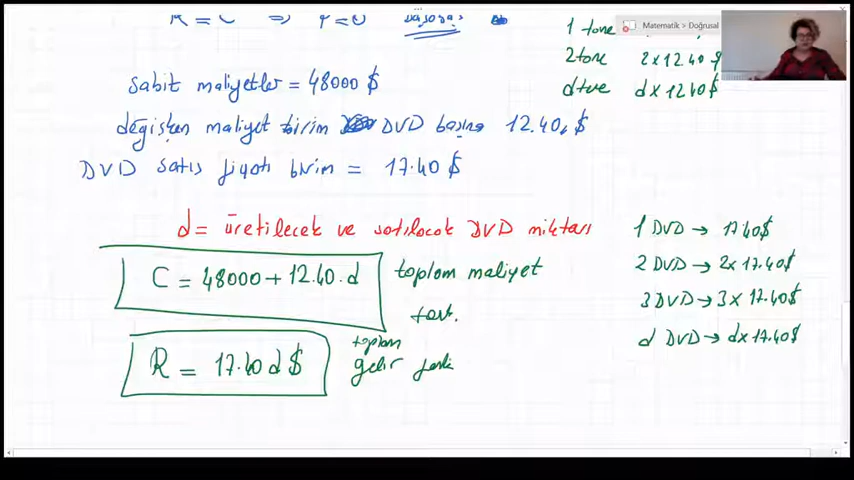 R = C ⇒ P = 0 başabaş
1 tane
Matematik > Doğrusal
2 tane 2 x 12.40 $
d tane d x 12.40 $
sabit maliyetler = 48000 $
değişken maliyet birim DVD başına 12.40 $
DVD satış fiyatı birim = 17.40 $
d = üretilecek ve satılacak DVD miktarı
1 DVD → 17.40$
2 DVD → 2x 17.40$
3 DVD → 3 x 17.40$
d DVD → d x 17.40$
C = 48000 + 12.40 . d toplam maliyet
fonk.
R = 17.40 d $ toplam
gelir fonk